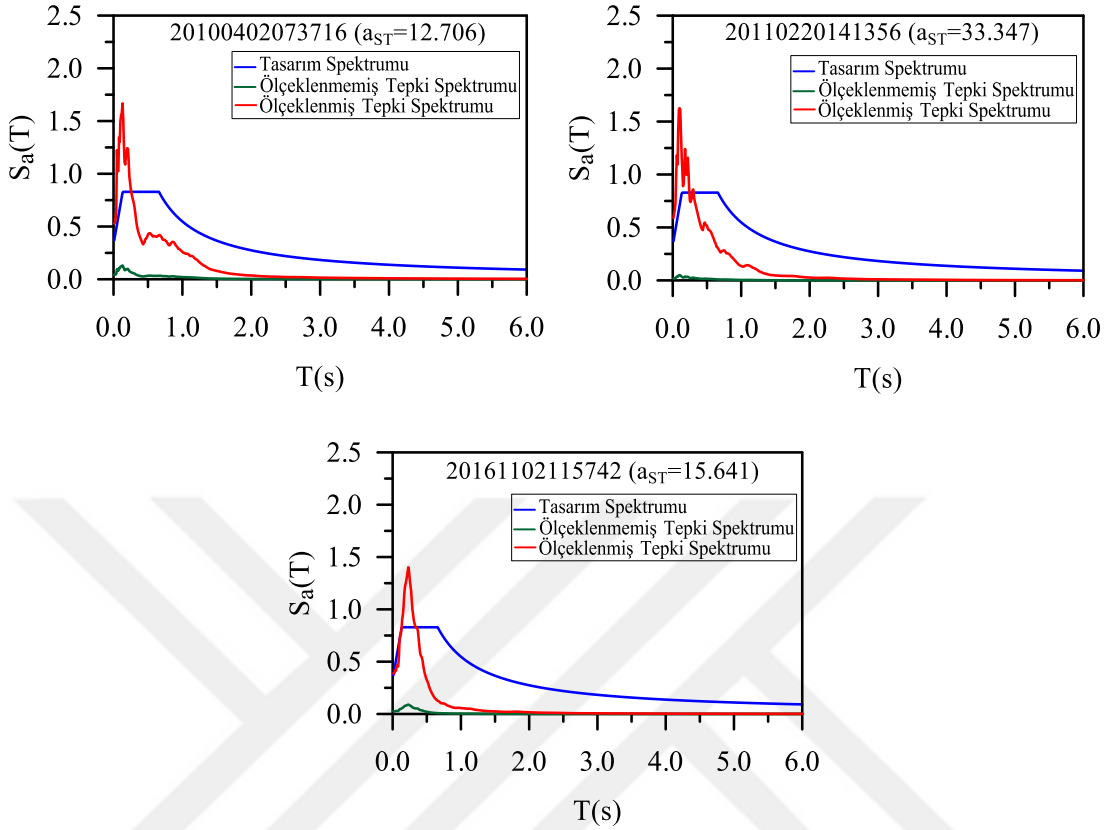 20100402073716 (aST=12.706)
Tasarım Spektrumu
Ölçeklenmemiş Tepki Spektrumu
Ölçeklenmiş Tepki Spektrumu
2.5
2.0
1.5
1.0
0.5
0.0
Sa(T)
0.0 1.0 2.0 3.0 4.0 5.0 6.0
T(s)
20110220141356 (aST=33.347)
Tasarım Spektrumu
Ölçeklenmemiş Tepki Spektrumu
Ölçeklenmiş Tepki Spektrumu
2.5
2.0
1.5
1.0
0.5
0.0
Sa(T)
0.0 1.0 2.0 3.0 4.0 5.0 6.0
T(s)
20161102115742 (aST=15.641)
Tasarım Spektrumu
Ölçeklenmemiş Tepki Spektrumu
Ölçeklenmiş Tepki Spektrumu
2.5
2.0
1.5
1.0
0.5
0.0
Sa(T)
0.0 1.0 2.0 3.0 4.0 5.0 6.0
T(s)